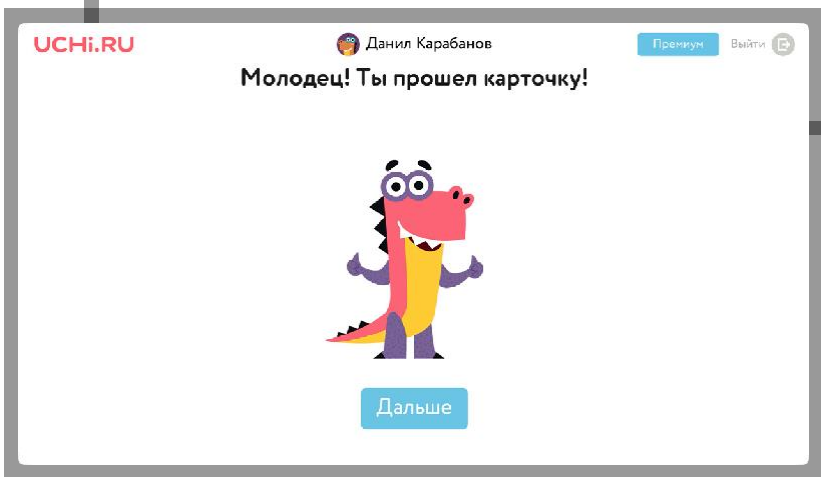 UCHi.RU
Данил Карабанов
Премиум
Выйти
Молодец! Ты прошел карточку!
Дальше